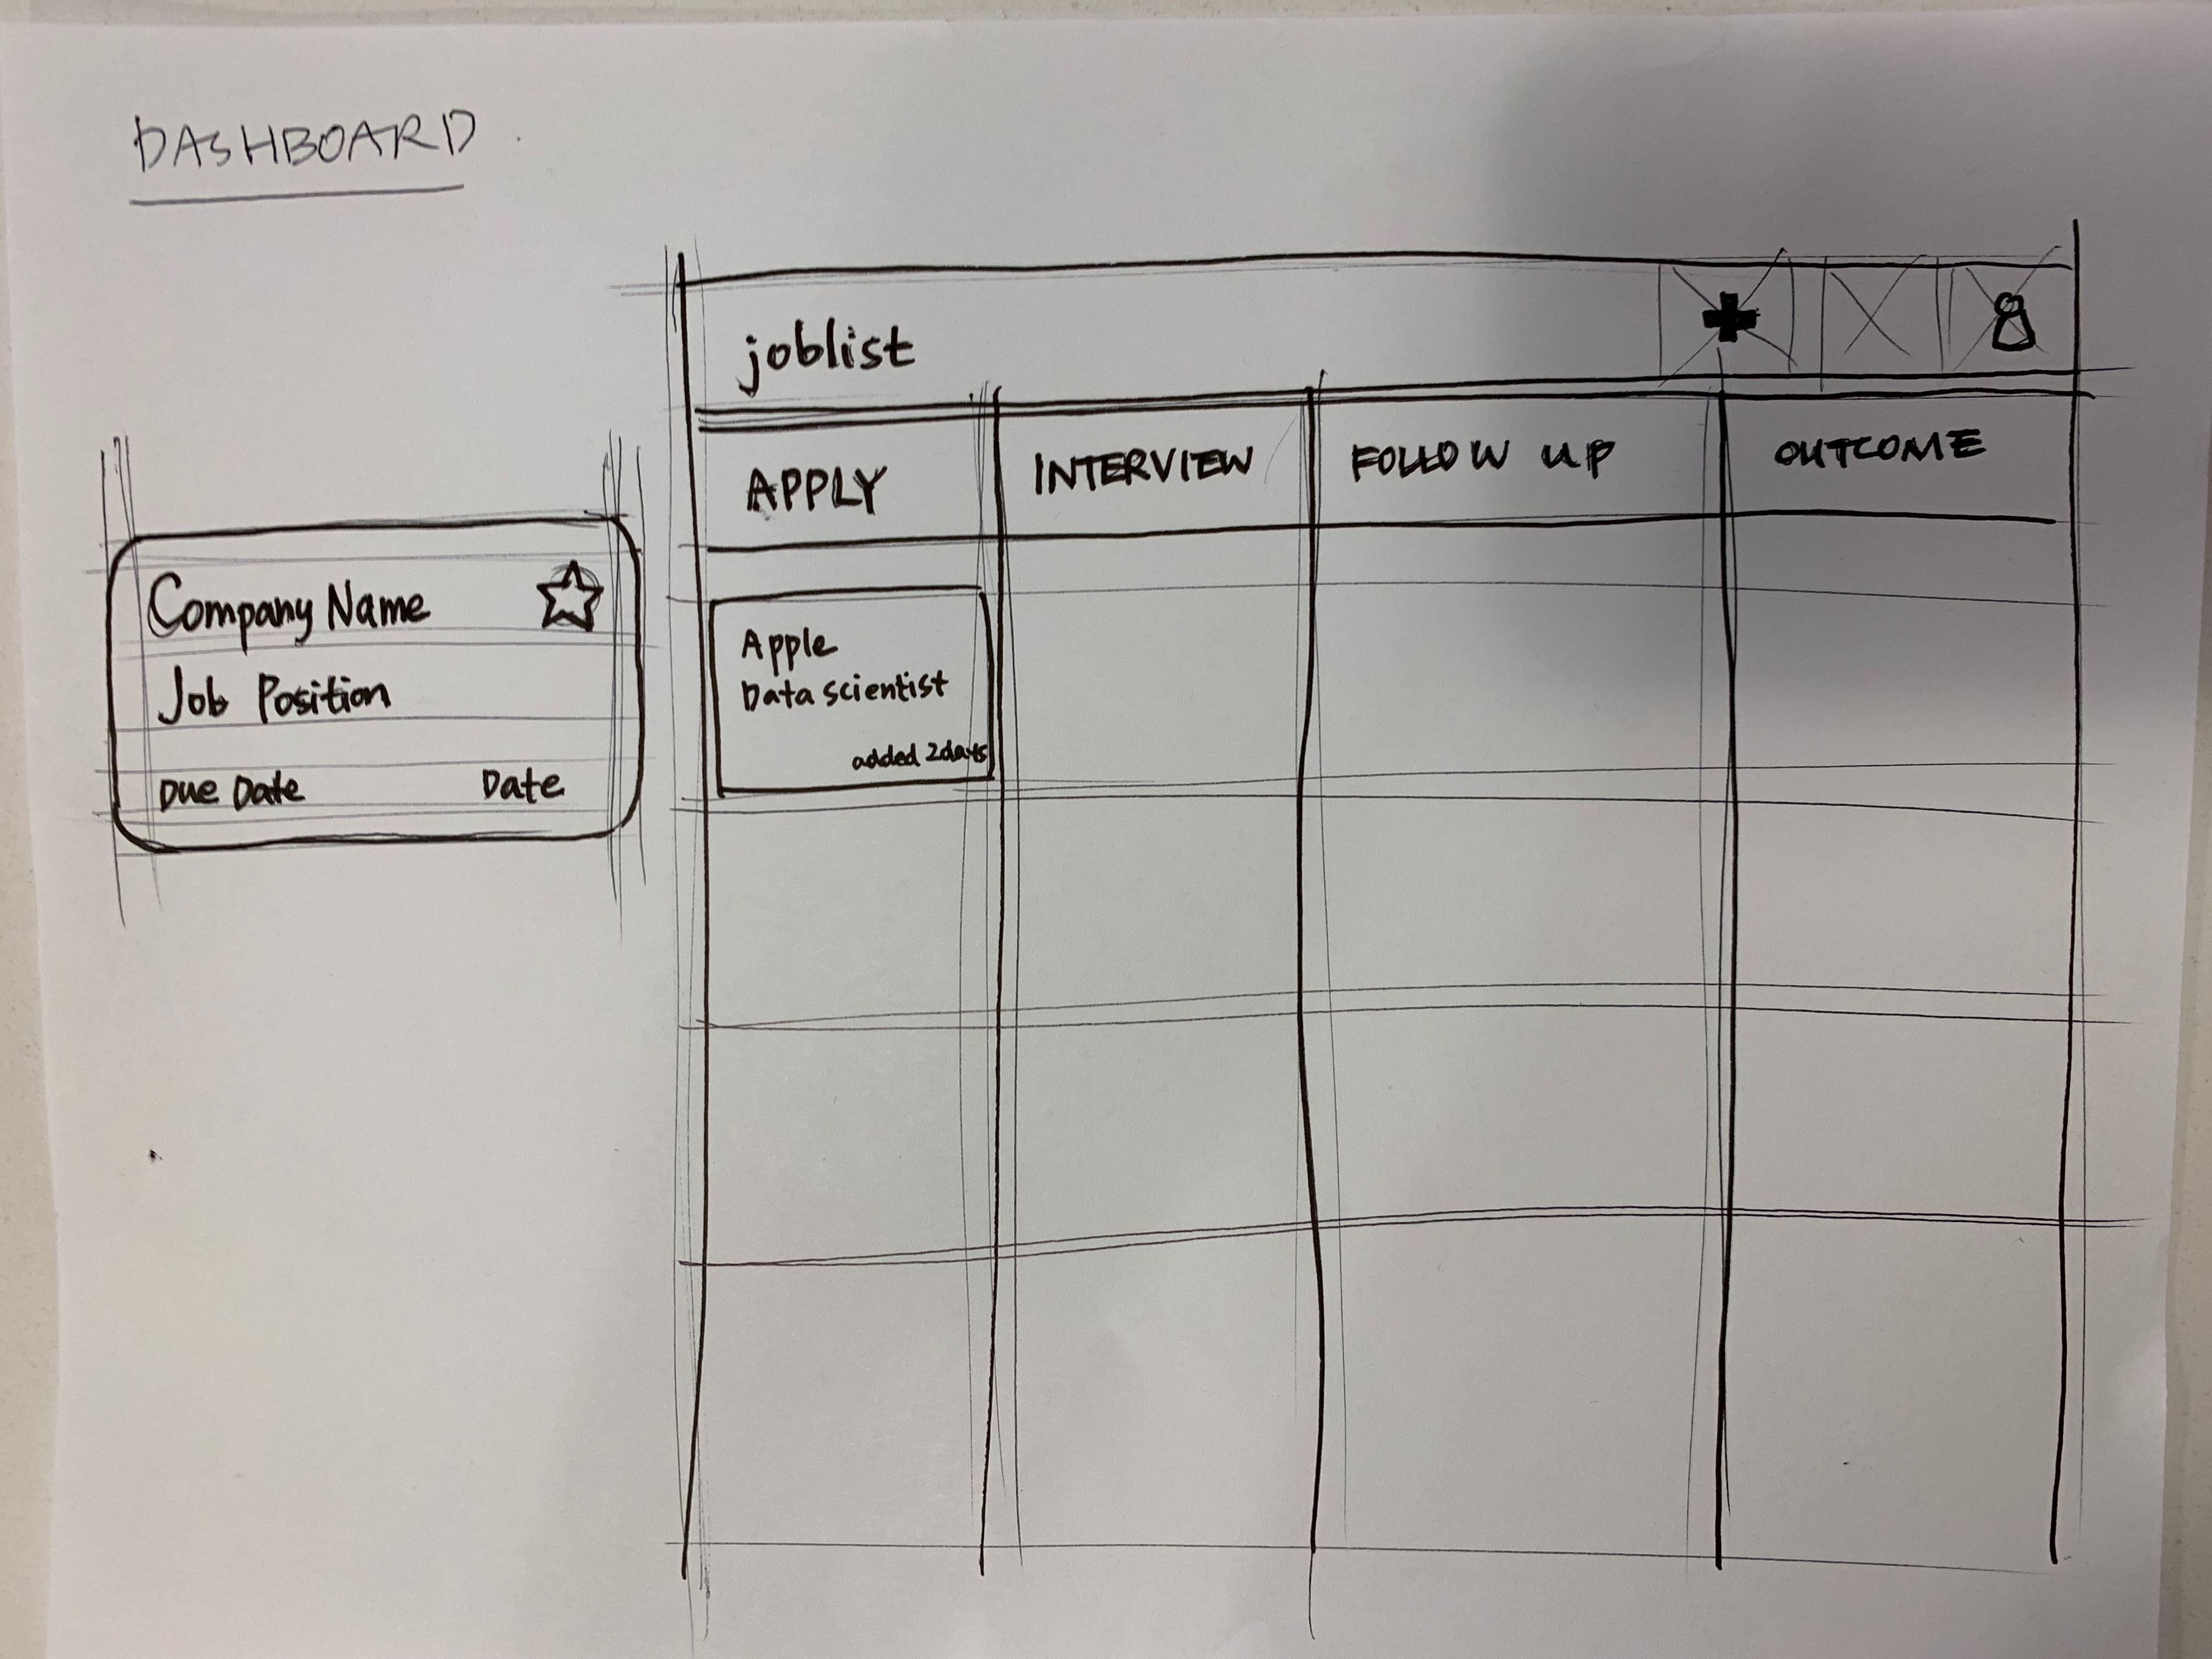 DASHBOARD
joblist
APPLY
INTERVIEW
FOLLOW UP
OUTCOME
Company Name
Job Position
Due Date
Date
Apple
Data scientist
added 2days